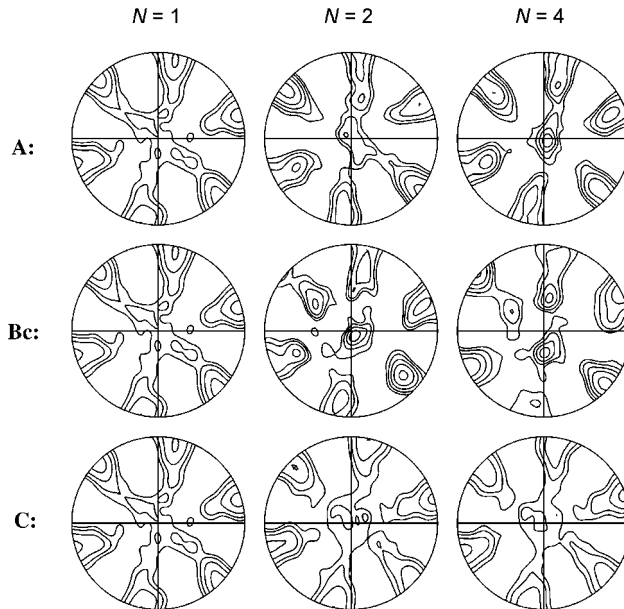 N = 1 N = 2 N = 4
A:
Bc:
C: